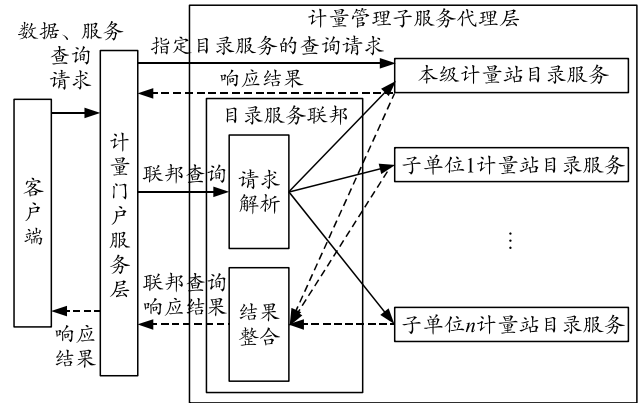 计量管理子服务代理层
数据、服务
查询
请求
指定目录服务的查询请求
响应结果
本级计量站目录服务
目录服务联邦
客户端
计量门户服务层
联邦查询
请求
解析
子单位1计量站目录服务
⋮
联邦查询
响应结果
结果
整合
子单位n计量站目录服务
响应
结果